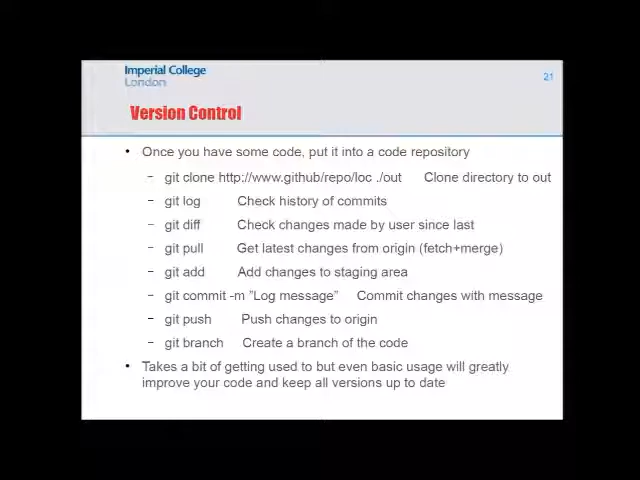 Imperial College
London
21
Version Control
• Once you have some code, put it into a code repository
– git clone http://www.github/repo/loc ./out Clone directory to out
– git log Check history of commits
– git diff Check changes made by user since last
– git pull Get latest changes from origin (fetch+merge)
– git add Add changes to staging area
– git commit -m ”Log message” Commit changes with message
– git push Push changes to origin
– git branch Create a branch of the code
• Takes a bit of getting used to but even basic usage will greatly
improve your code and keep all versions up to date